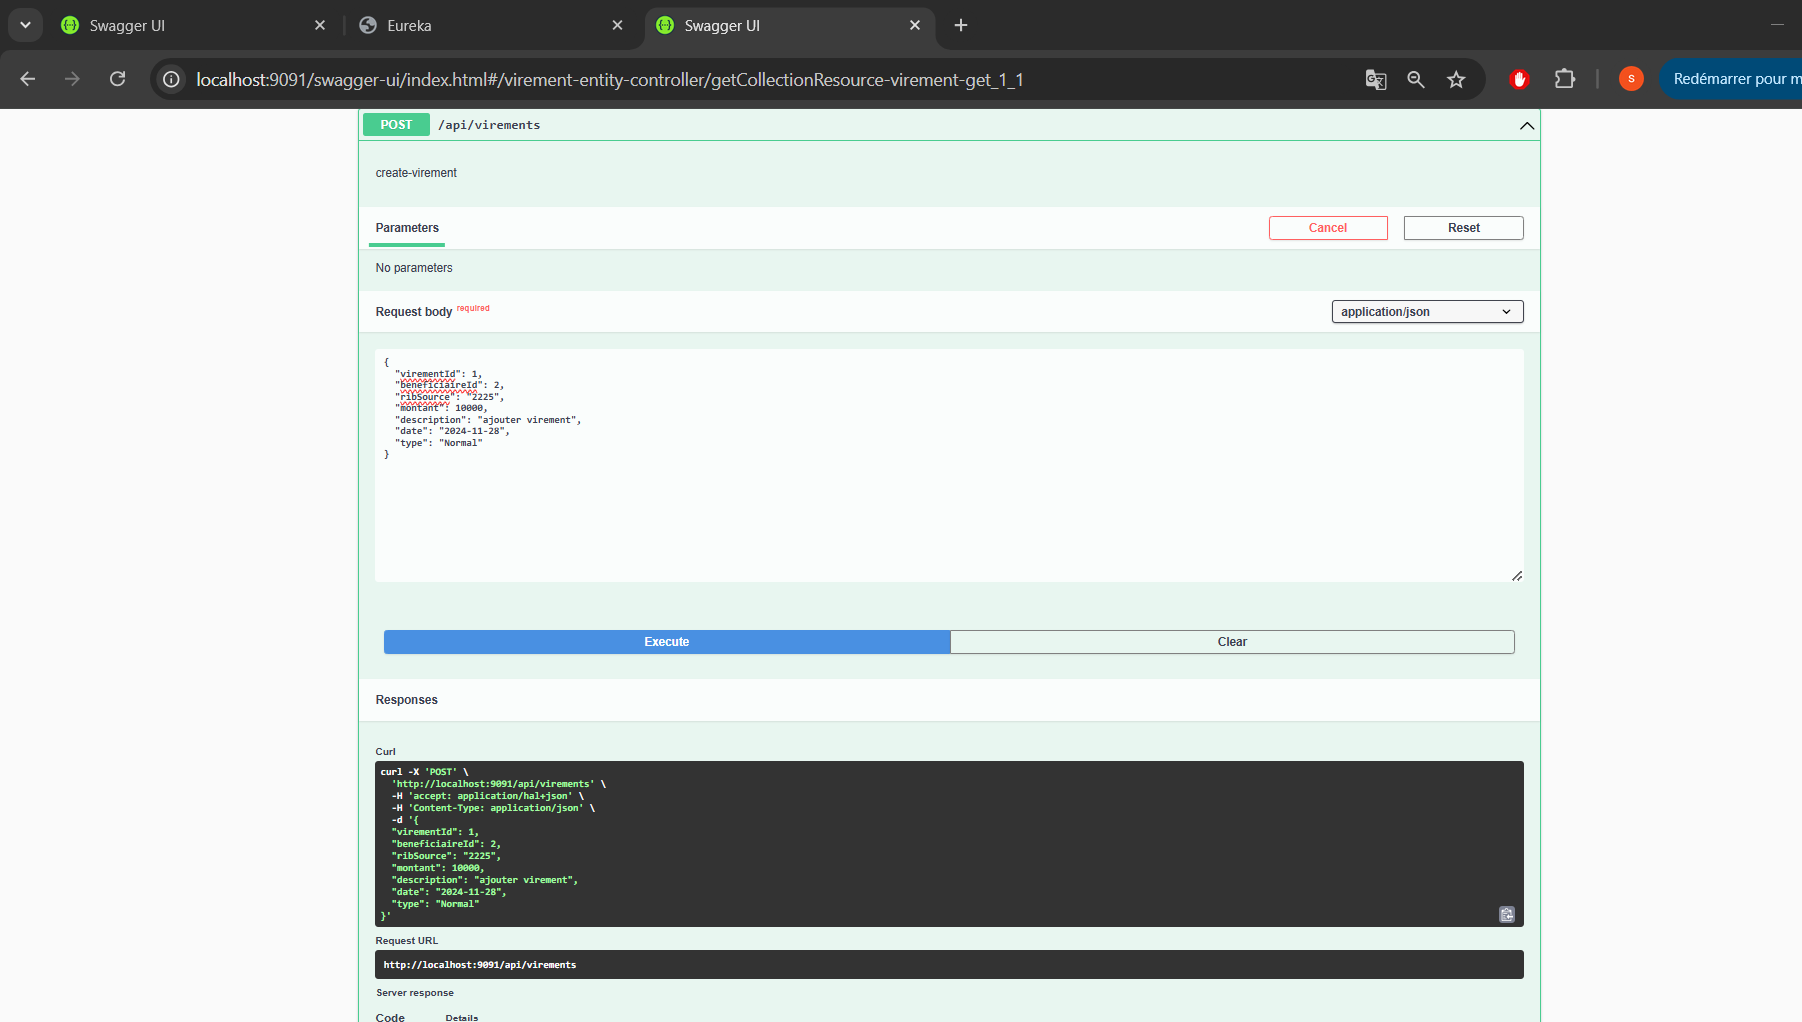 Swagger UI
Eureka
Swagger UI
localhost:9091/swagger-ui/index.html#/virement-entity-controller/getCollectionResource-virement-get_1_1
S
Redémarrer pour m
POST /api/virements
create-virement
Parameters
Cancel
Reset
No parameters
Request body required
application/json
{
"virementId": 1,
"beneficiaireId": 2,
"ribSource": "2225",
"montant": 10000,
"description": "ajouter virement",
"date": "2024-11-28",
"type": "Normal"
}
Execute
Clear
Responses
Curl
curl -X 'POST' \
'http://localhost:9091/api/virements' \
-H 'accept: application/hal+json' \
-H 'Content-Type: application/json' \
-d '{
"virementId": 1,
"beneficiaireId": 2,
"ribSource": "2225",
"montant": 10000,
"description": "ajouter virement",
"date": "2024-11-28",
"type": "Normal"
}'
Request URL
http://localhost:9091/api/virements
Server response
Code Details